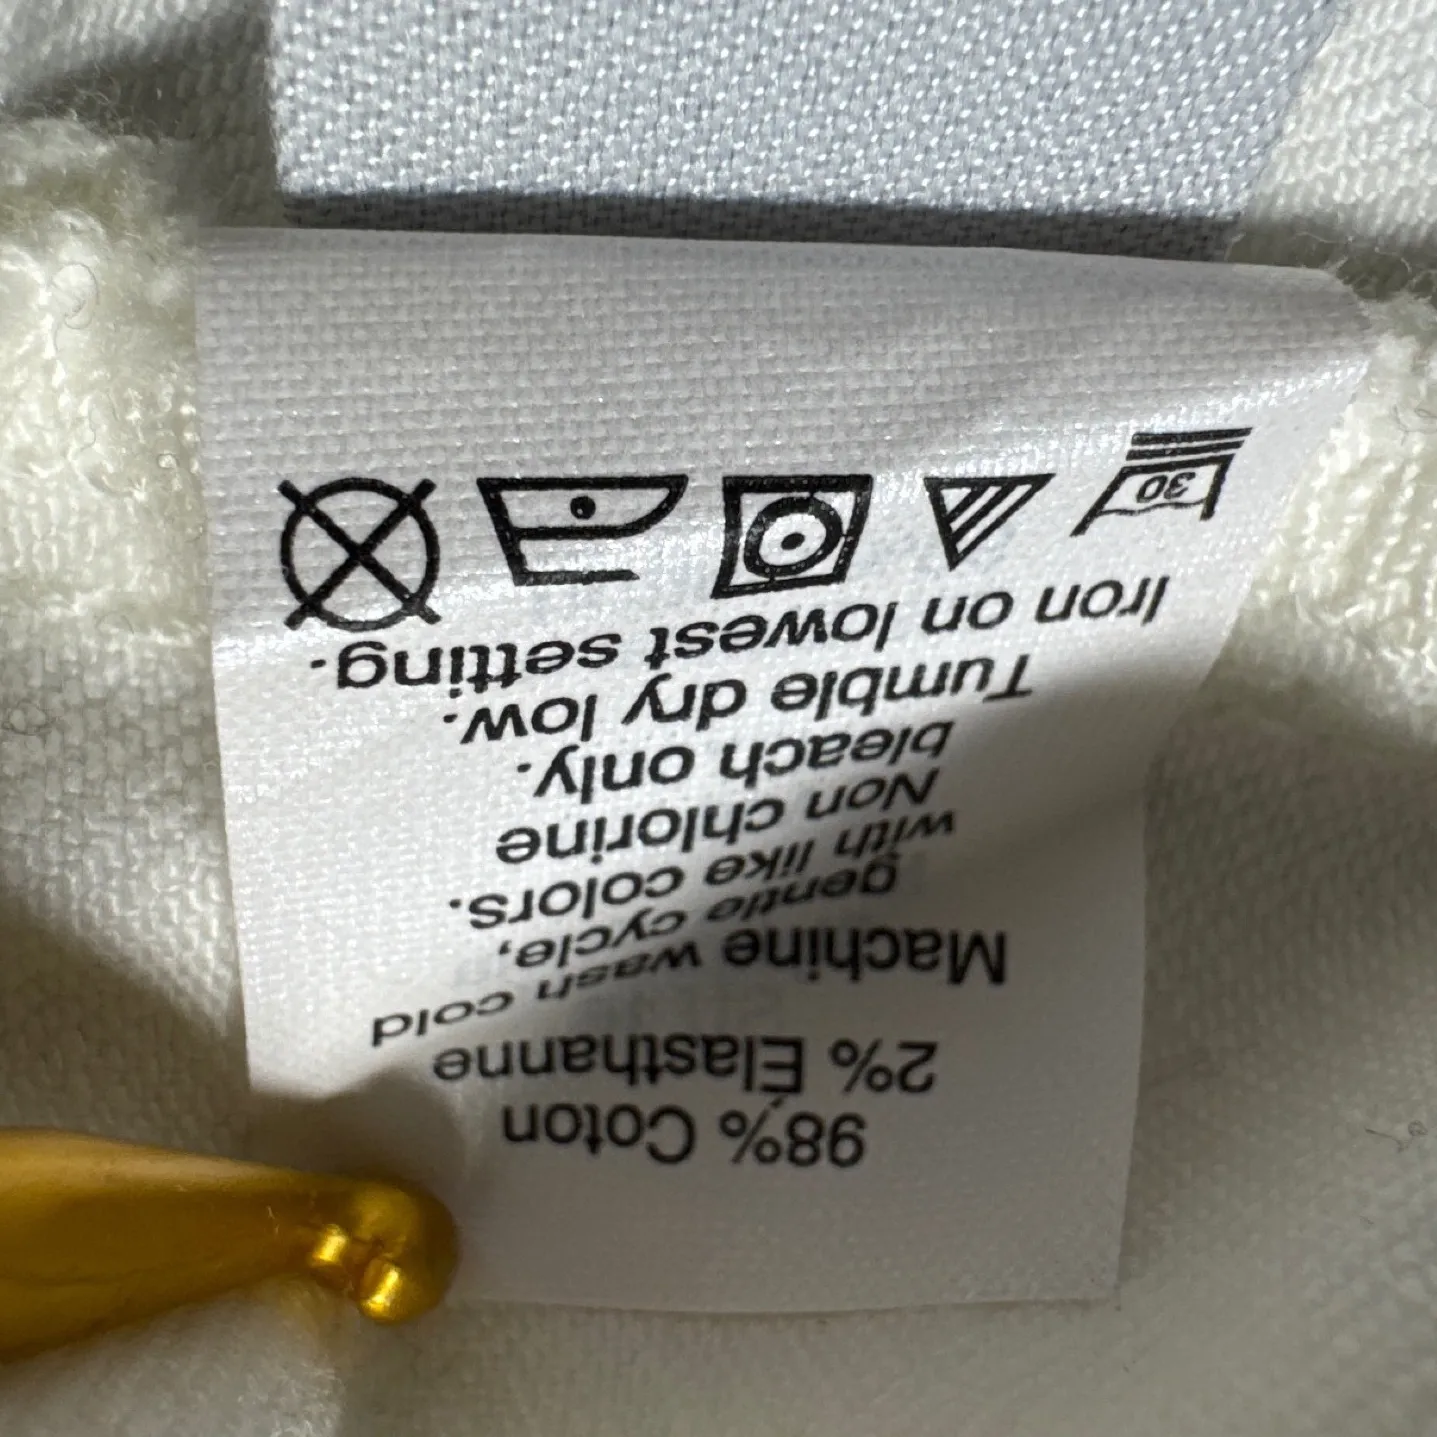 98% Coton
2% Élasthanne
Machine wash cold
gentle cycle,
with like colors.
Non chlorine
bleach only.
Tumble dry low.
Iron on lowest setting.
30